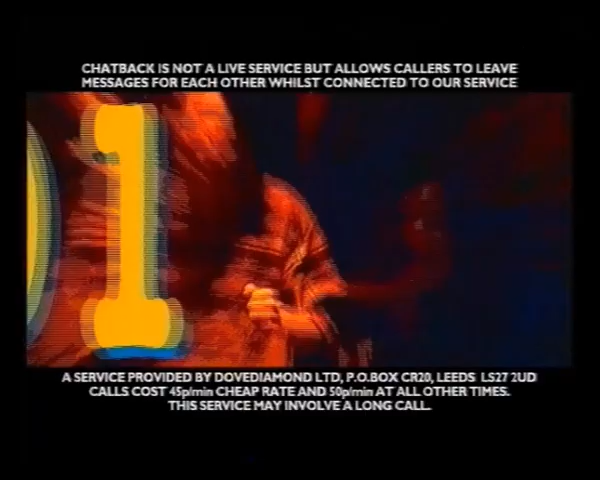 CHATBACK IS NOT A LIVE SERVICE BUT ALLOWS CALLERS TO LEAVE
MESSAGES FOR EACH OTHER WHILST CONNECTED TO OUR SERVICE
01
A SERVICE PROVIDED BY DOVEDIAMOND LTD, P.O.BOX CR20, LEEDS LS27 2UD
CALLS COST 45p/min CHEAP RATE AND 50p/min AT ALL OTHER TIMES.
THIS SERVICE MAY INVOLVE A LONG CALL.